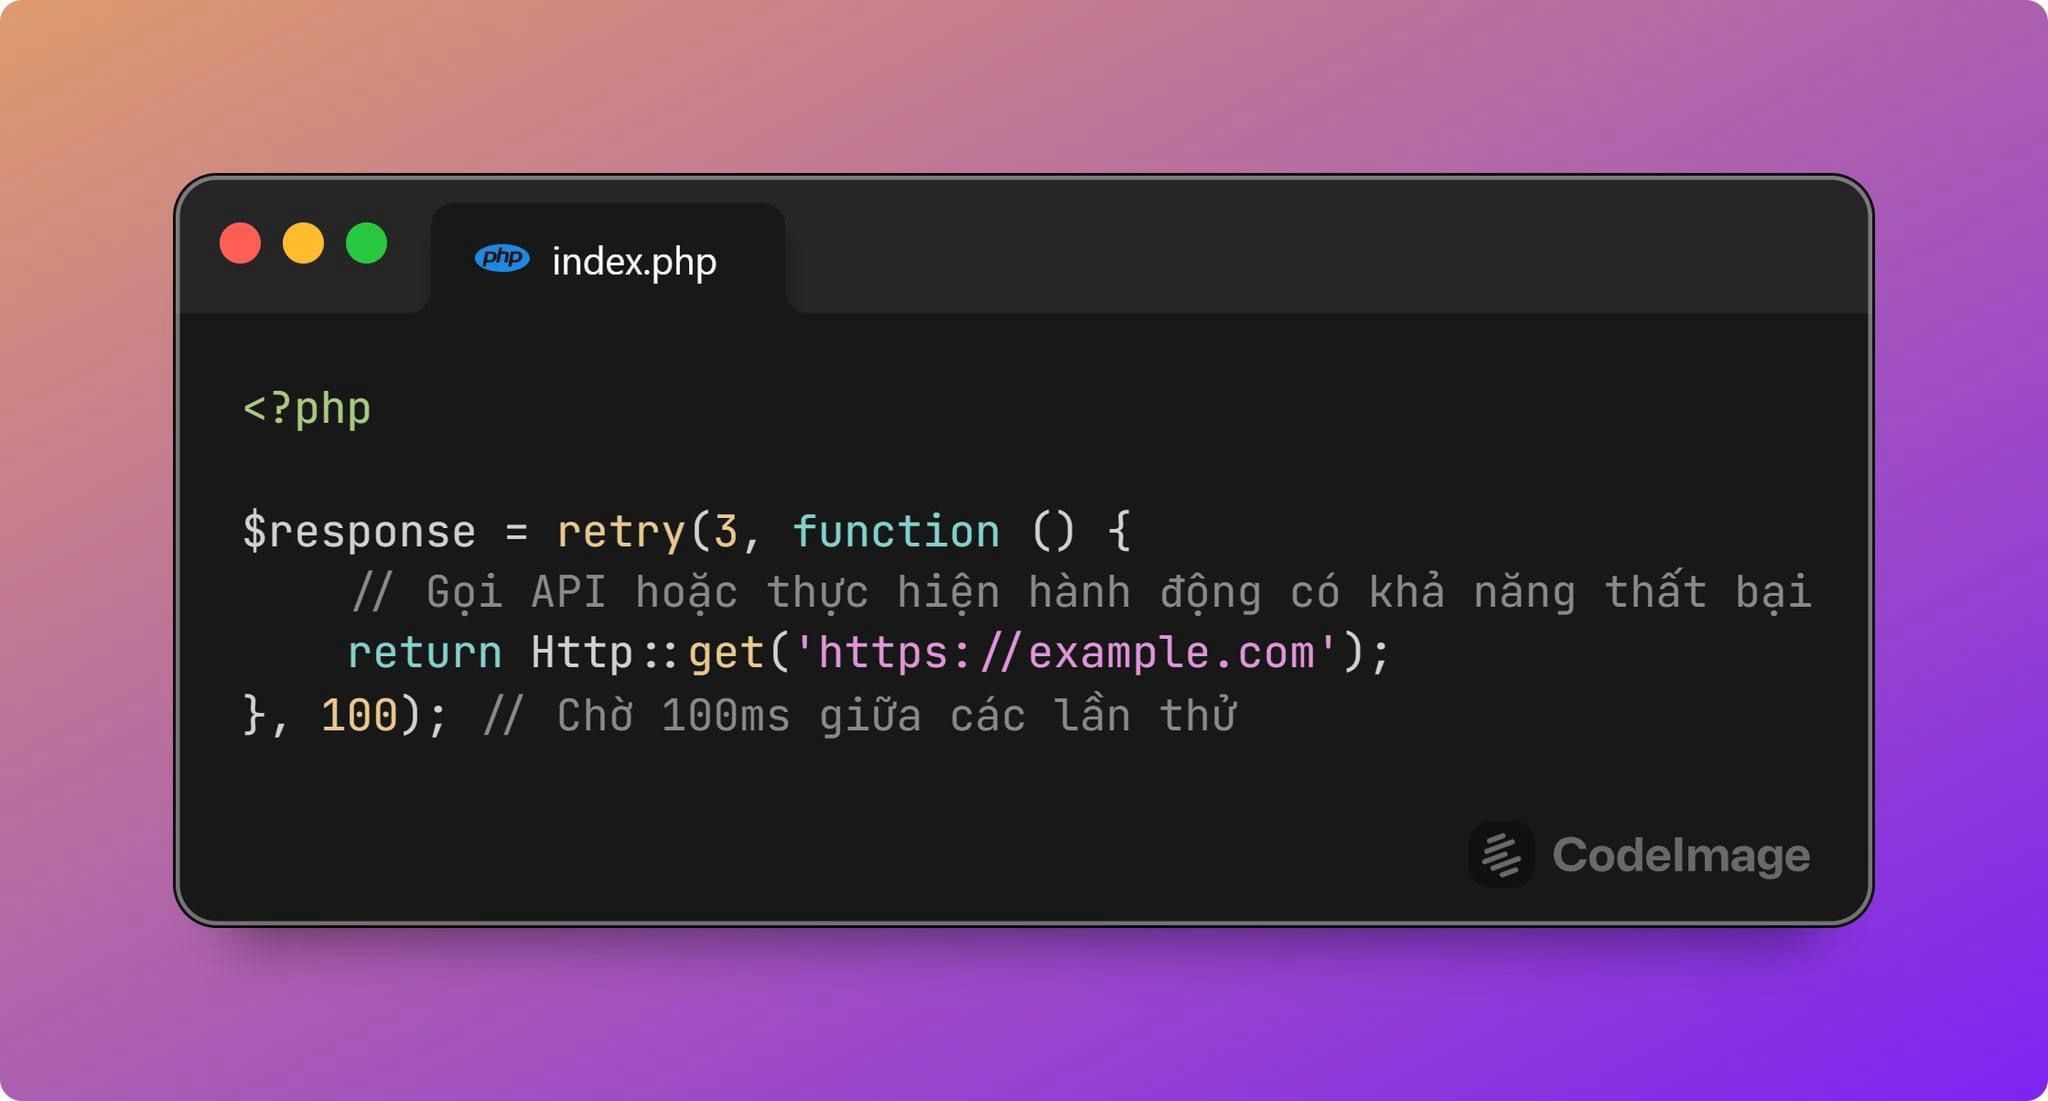 php index.php
<?php
$response = retry(3, function () {
    // Gọi API hoặc thực hiện hành động có khả năng thất bại
    return Http::get('https://example.com');
}, 100); // Chờ 100ms giữa các lần thử
CodeImage